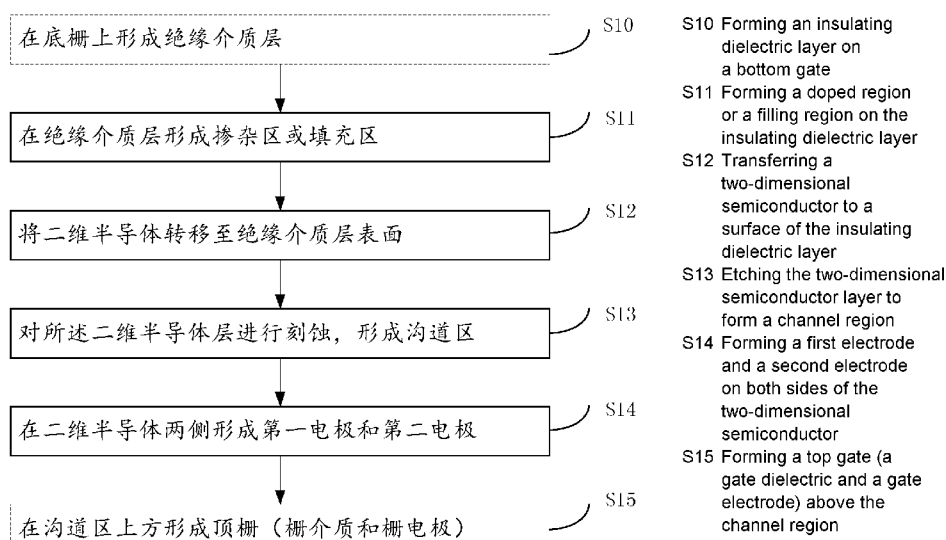 在底栅上形成绝缘介质层
S10
在绝缘介质层形成掺杂区或填充区
S11
将二维半导体转移至绝缘介质层表面
S12
对所述二维半导体层进行刻蚀，形成沟道区
S13
在二维半导体两侧形成第一电极和第二电极
S14
在沟道区上方形成顶栅（栅介质和栅电极）
S15
S10 Forming an insulating
dielectric layer on
a bottom gate
S11 Forming a doped region
or a filling region on the
insulating dielectric layer
S12 Transferring a
two-dimensional
semiconductor to a
surface of the insulating
dielectric layer
S13 Etching the two-dimensional
semiconductor layer to
form a channel region
S14 Forming a first electrode
and a second electrode
on both sides of the
two-dimensional
semiconductor
S15 Forming a top gate (a
gate dielectric and a gate
electrode) above the
channel region